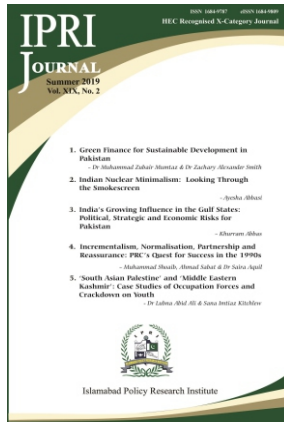 ISSN 1684-9787 eISSN 1684-9809
HEC Recognised X-Category Journal
IPRI
JOURNAL
Summer 2019
Vol. XIX, No. 2
1. Green Finance for Sustainable Development in
Pakistan
- Dr Muhammad Zubair Mumtaz & Dr Zachary Alexander Smith
2. Indian Nuclear Minimalism: Looking Through
the Smokescreen
- Ayesha Abbasi
3. India's Growing Influence in the Gulf States:
Political, Strategic and Economic Risks for
Pakistan
- Khurram Abbas
4. Incrementalism, Normalisation, Partnership and
Reassurance: PRC's Quest for Success in the 1990s
- Muhammad Shoaib, Ahmad Sabat & Dr Saira Aquil
5. 'South Asian Palestine' and 'Middle Eastern
Kashmir': Case Studies of Occupation Forces and
Crackdown on Youth
- Dr Lubna Abid Ali & Sana Imtiaz Kitchlew
Islamabad Policy Research Institute